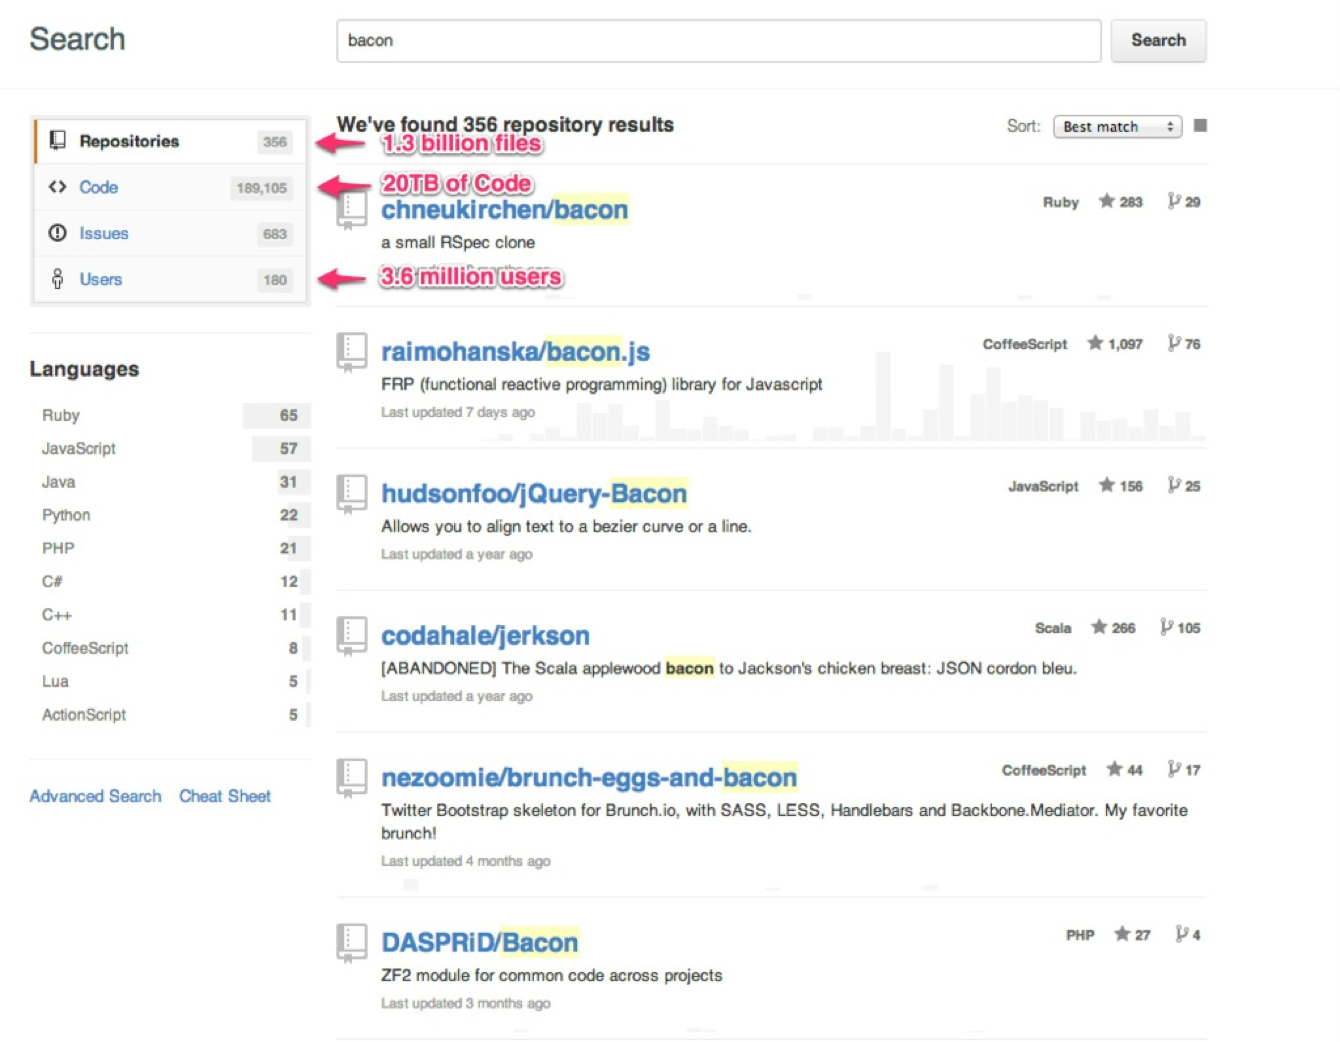 Search
bacon
Search
Repositories 356
Code 189,105
Issues 683
Users 180
Languages
Ruby 65
JavaScript 57
Java 31
Python 22
PHP 21
C# 12
C++ 11
CoffeeScript 8
Lua 5
ActionScript 5
Advanced Search Cheat Sheet
We've found 356 repository results
Sort: Best match
1.3 billion files
20TB of Code
chneukirchen/bacon
Ruby 283 29
a small RSpec clone
3.6 million users
raimohanska/bacon.js
CoffeeScript 1,097 76
FRP (functional reactive programming) library for Javascript
Last updated 7 days ago
hudsonfoo/jQuery-Bacon
JavaScript 156 25
Allows you to align text to a bezier curve or a line.
Last updated a year ago
codahale/jerkson
Scala 266 105
[ABANDONED] The Scala applewood bacon to Jackson's chicken breast: JSON cordon bleu.
Last updated a year ago
nezoomie/brunch-eggs-and-bacon
CoffeeScript 44 17
Twitter Bootstrap skeleton for Brunch.io, with SASS, LESS, Handlebars and Backbone.Mediator. My favorite
brunch!
Last updated 4 months ago
DASPRiD/Bacon
PHP 27 4
ZF2 module for common code across projects
Last updated 3 months ago